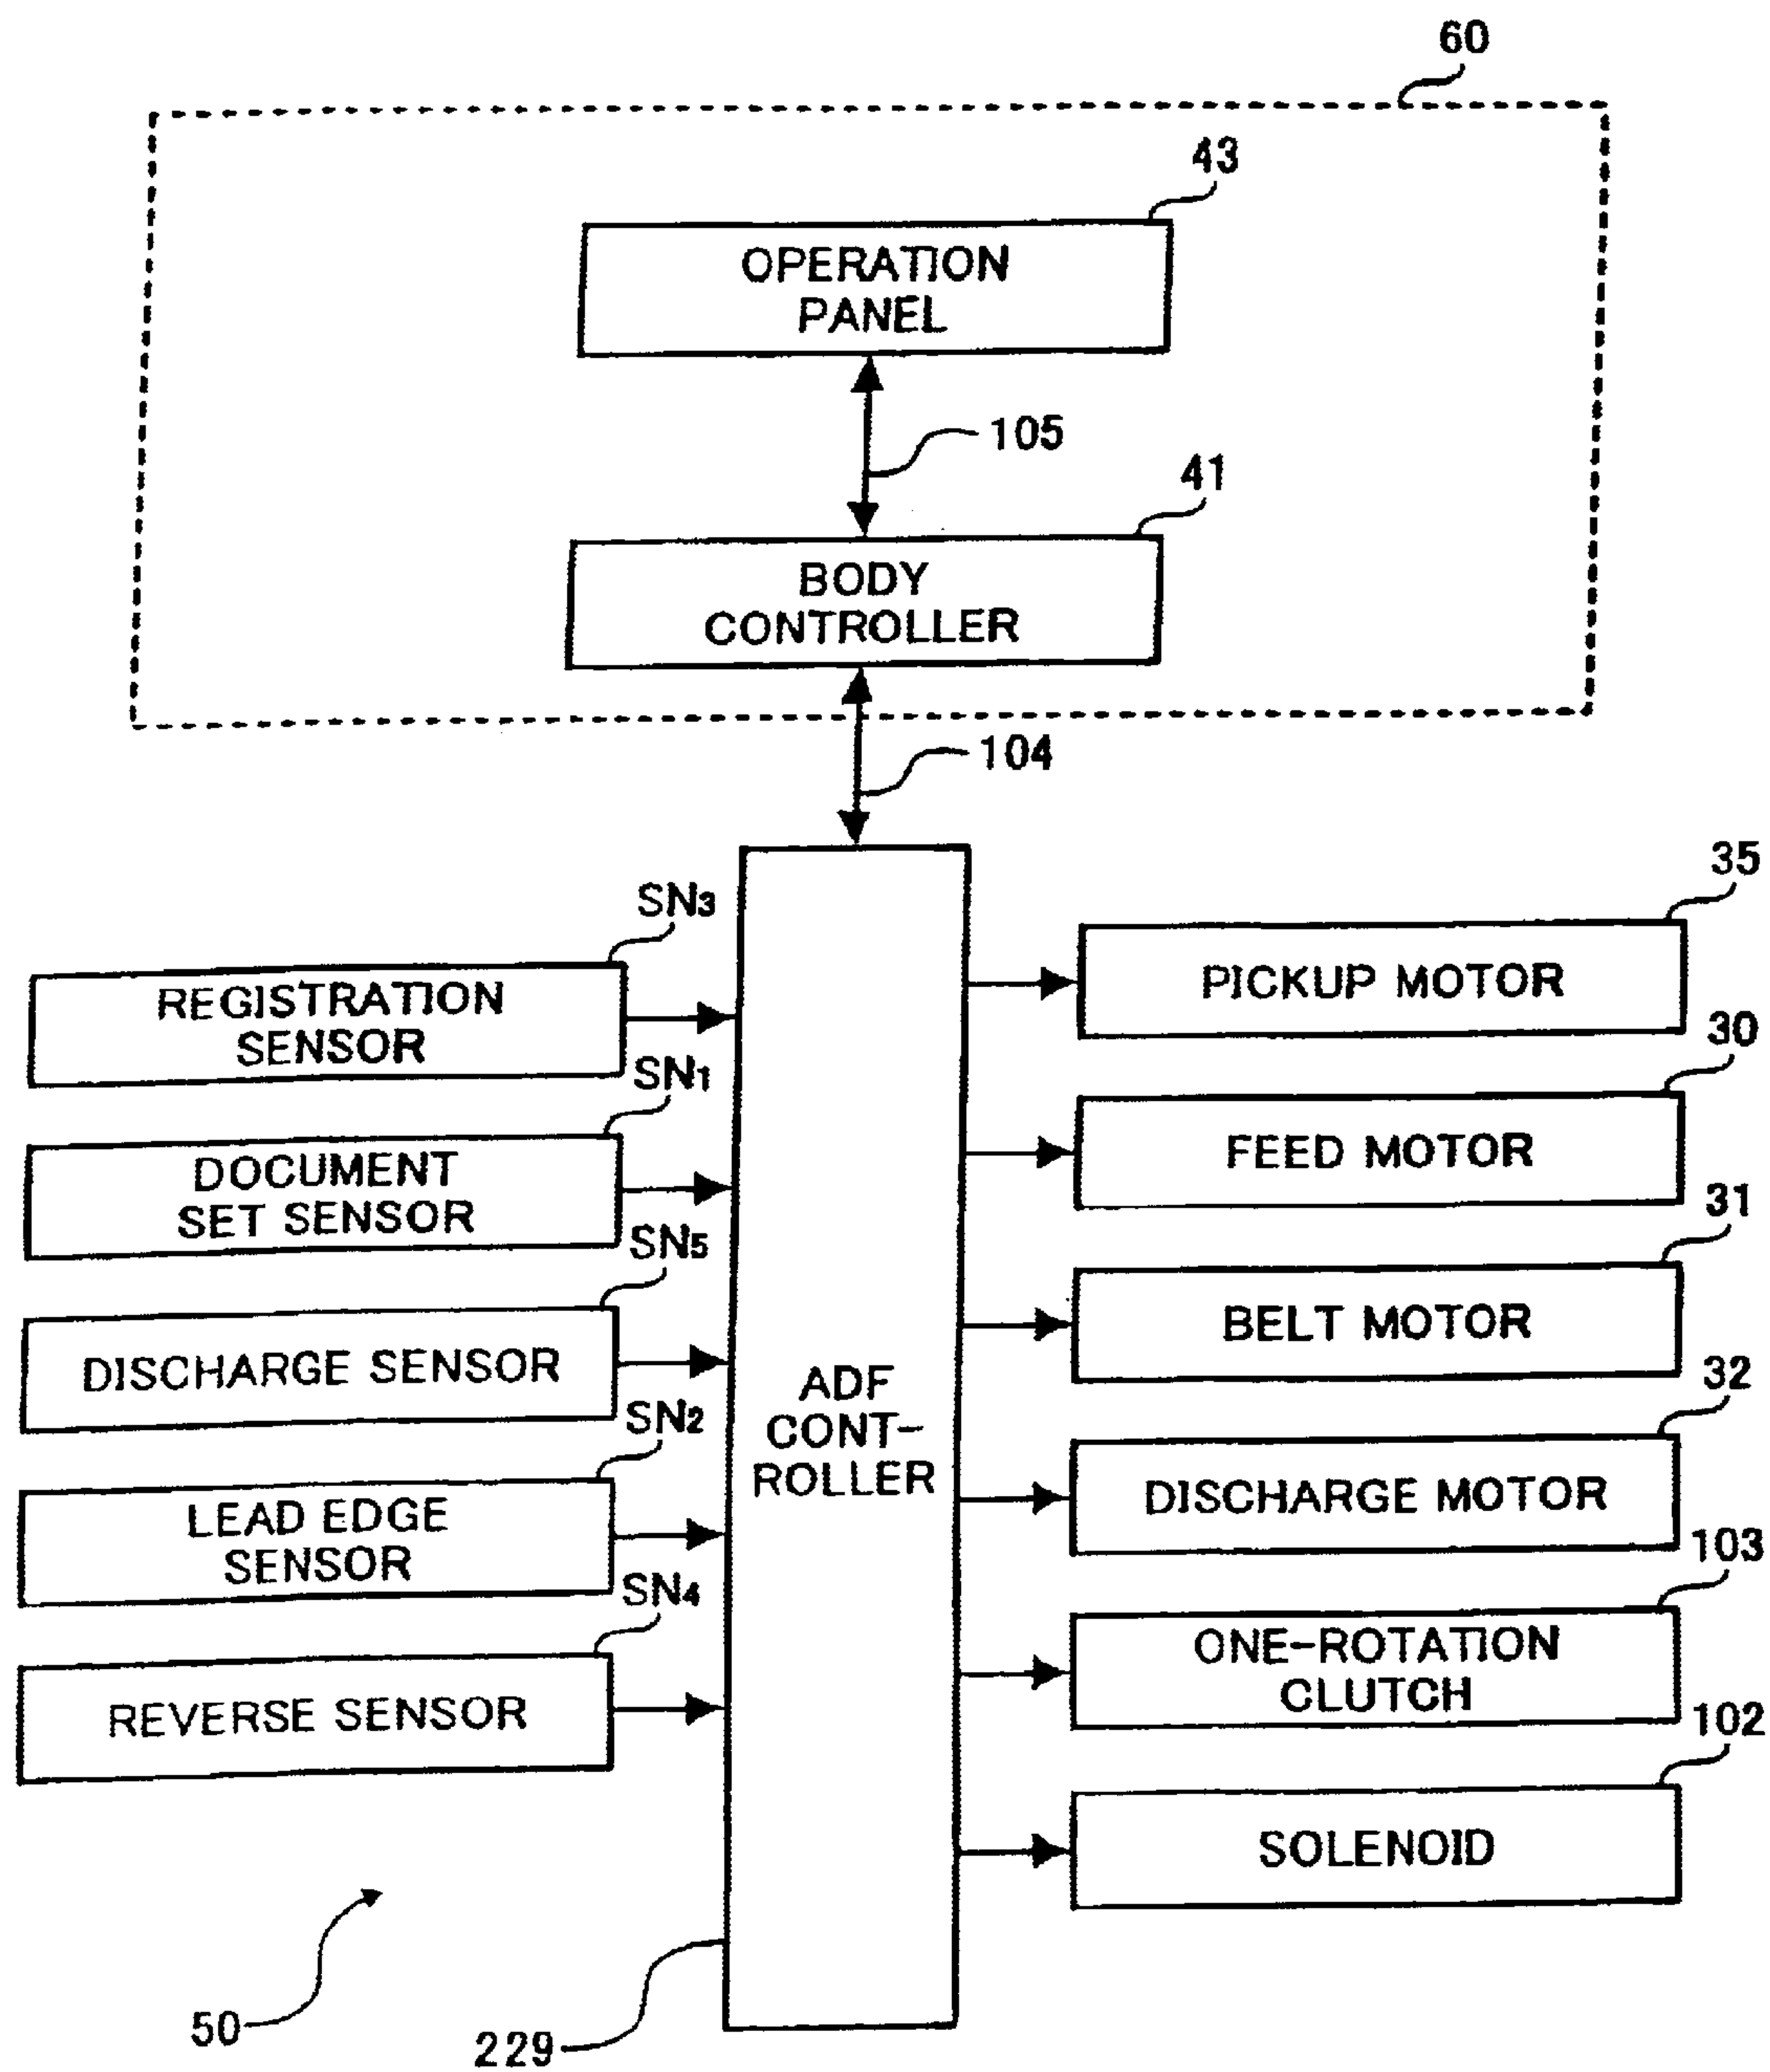 60
43
OPERATION
PANEL
105
41
BODY
CONTROLLER
104
SN3
REGISTRATION
SENSOR
SN1
DOCUMENT
SET SENSOR
SN5
DISCHARGE SENSOR
SN2
LEAD EDGE
SENSOR
SN4
REVERSE SENSOR
ADF
CONT-
ROLLER
35
PICKUP MOTOR
30
FEED MOTOR
31
BELT MOTOR
32
DISCHARGE MOTOR
103
ONE-ROTATION
CLUTCH
102
SOLENOID
50
229